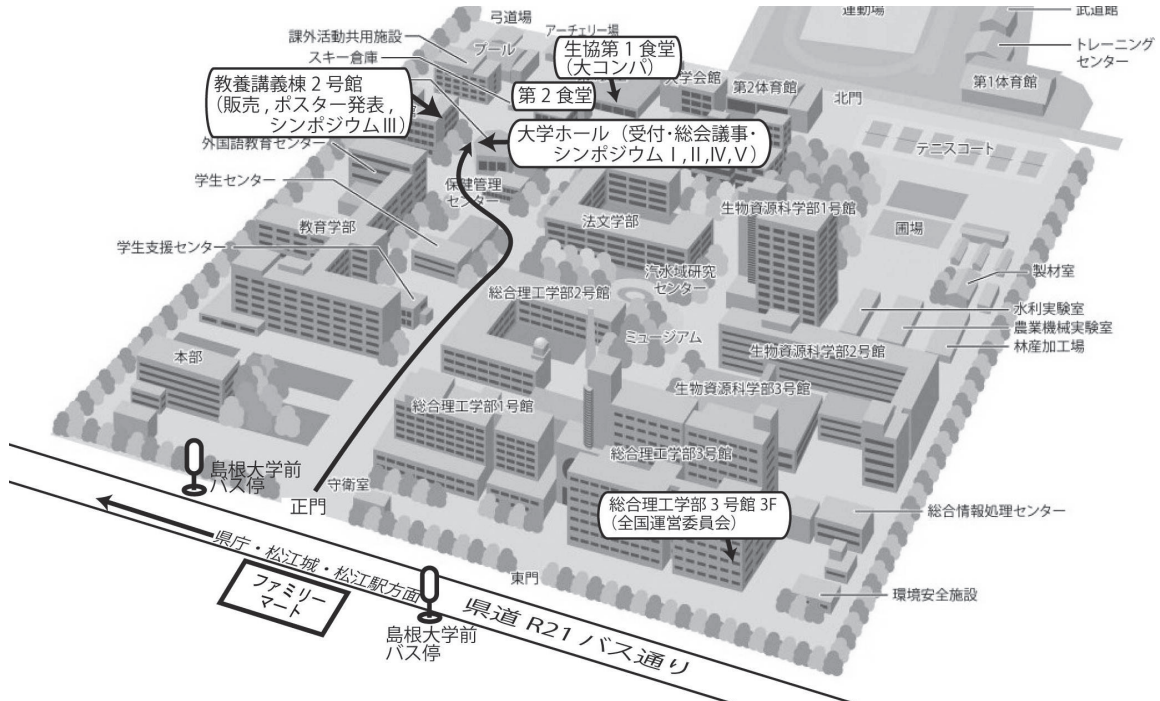 弓道場
アーチェリー場
運動場
武道館
課外活動共用施設
プール
生協第1食堂
(大コンパ)
トレーニング
センター
スキー倉庫
大学会館
第2体育館
第1体育館
教養講義棟2号館
(販売,ポスター発表,
シンポジウムⅢ)
第2食堂
北門
大学ホール(受付・総会議事・
シンポジウムⅠ,Ⅱ,Ⅳ,Ⅴ)
外国語教育センター
テニスコート
学生センター
保健管理
センター
生物資源科学部1号館
教育学部
法文学部
圃場
学生支援センター
汽水域研究
センター
製材室
総合理工学部2号館
水利実験室
ミュージアム
農業機械実験室
本部
生物資源科学部2号館
林産加工場
生物資源科学部3号館
総合理工学部1号館
総合理工学部3号館
島根大学前
バス停
守衛室
正門
総合理工学部3号館3F
(全国運営委員会)
総合情報処理センター
県庁・松江城・松江駅方面
東門
ファミリー
マート
環境安全施設
県道R21バス通り
島根大学前
バス停